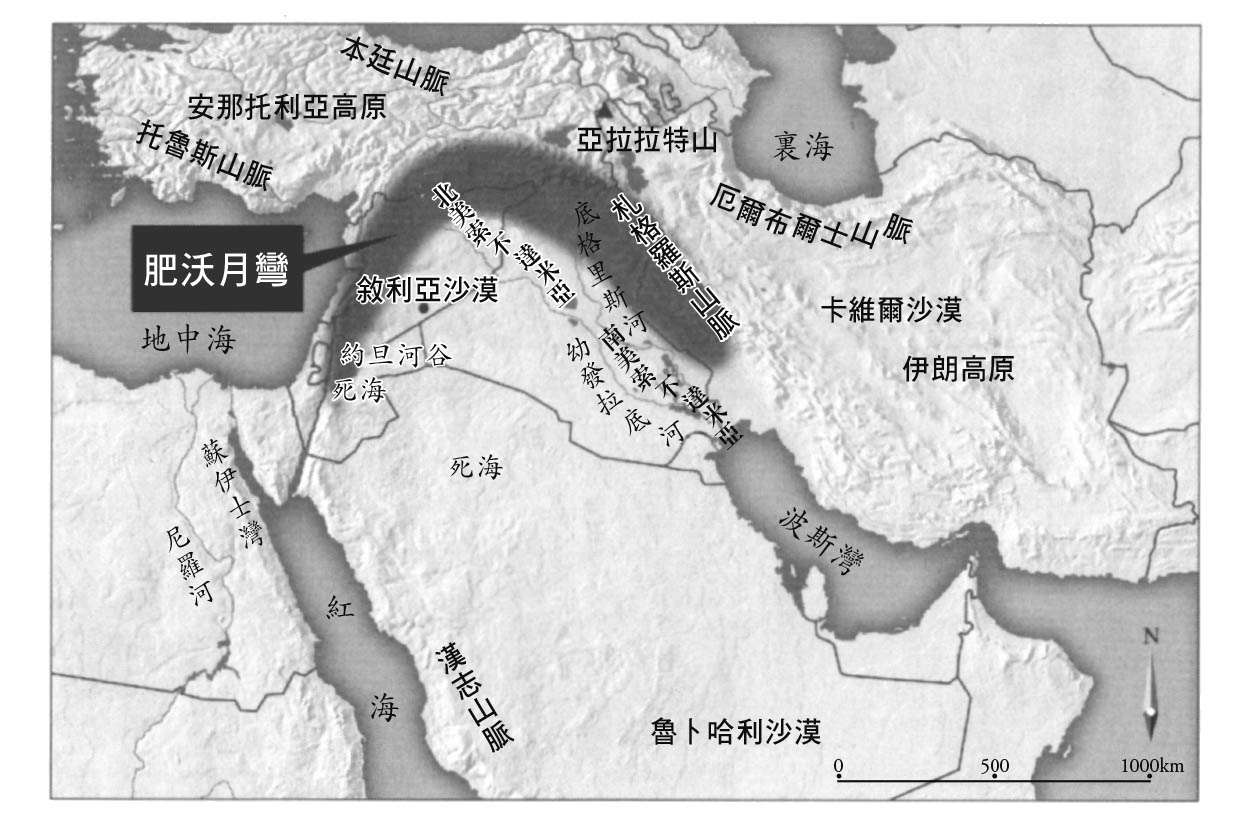 本廷山脈
安那托利亞高原
托魯斯山脈
亞拉拉特山
裏海
厄爾布爾士山脈
北美索不達米亞
底格里斯河
札格羅斯山脈
肥沃月彎
敘利亞沙漠
卡維爾沙漠
地中海
約旦河谷
幼發拉底河
南美索不達米亞
伊朗高原
死海
蘇伊士灣
死海
尼羅河
波斯灣
紅海
漢志山脈
魯卜哈利沙漠
N
0 500 1000km